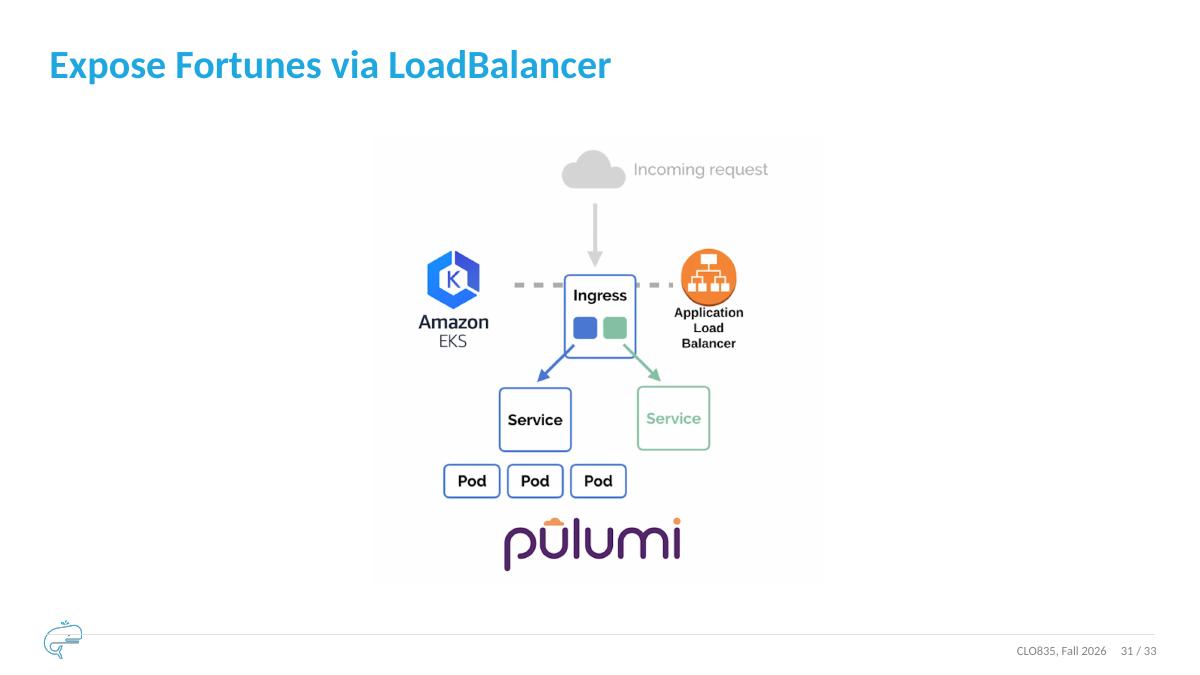 Expose Fortunes via LoadBalancer
Incoming request
K
Amazon
EKS
Ingress
Application
Load
Balancer
Service
Service
Pod
Pod
Pod
pulumi
CLO835, Fall 2026
31 / 33